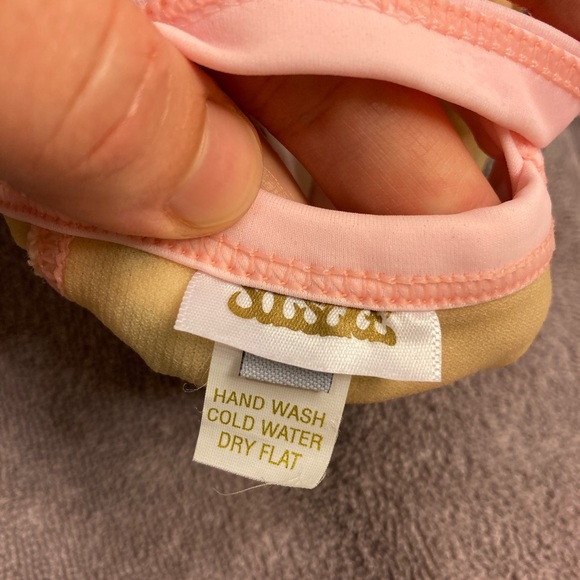 HAND WASH
COLD WATER
DRY FLAT